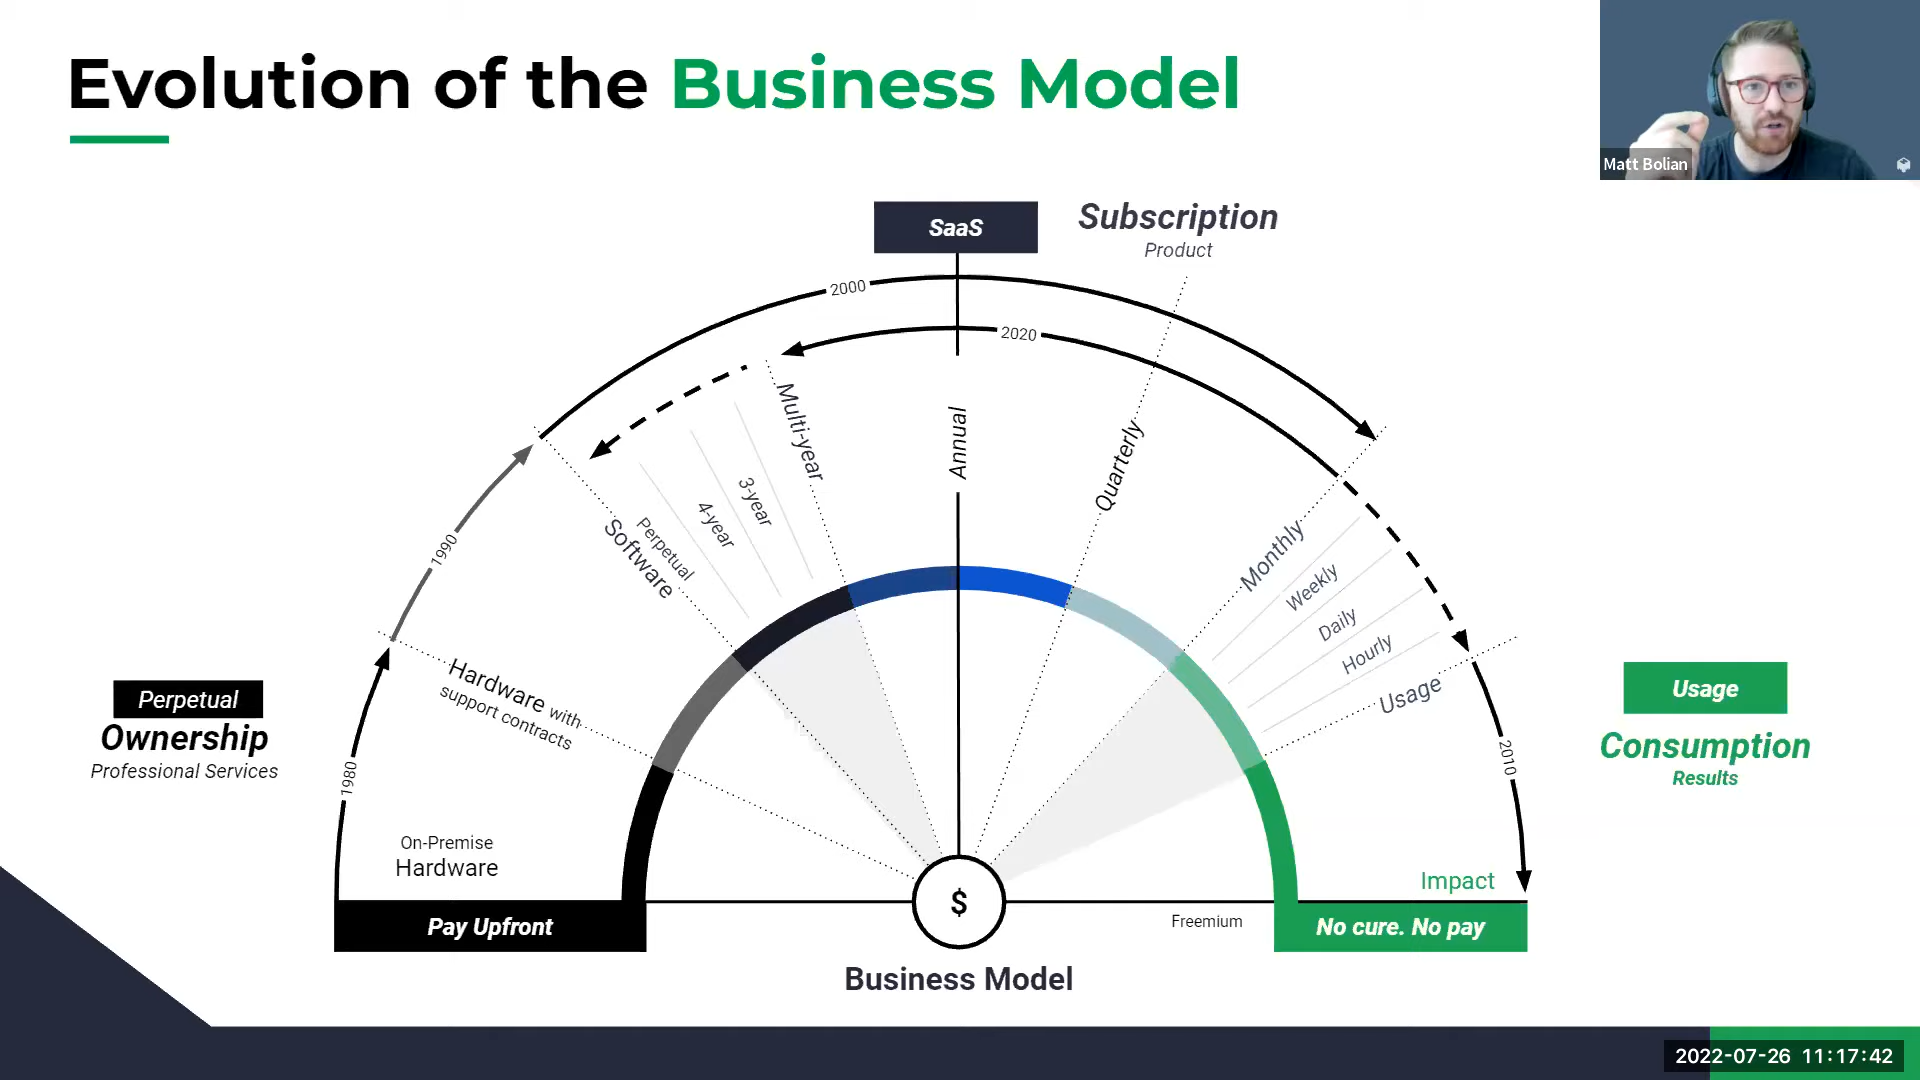 Evolution of the Business Model
Matt Bolian
SaaS
Subscription
Product
2000
2020
Multi-year
Annual
Quarterly
3-year
4-year
Perpetual
Software
1990
Monthly
Weekly
Daily
Hourly
Usage
Hardware with
support contracts
Perpetual
Ownership
Professional Services
1980
Usage
Consumption
Results
2010
On-Premise
Hardware
Impact
Pay Upfront
$
Freemium
No cure. No pay
Business Model
2022-07-26 11:17:42